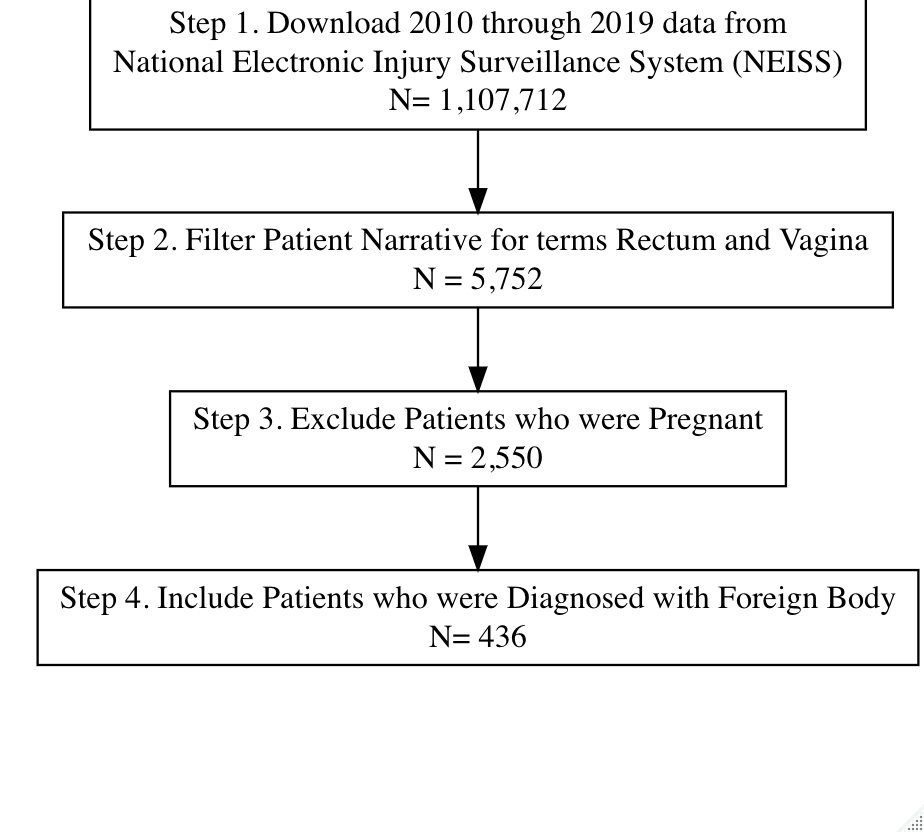 Step 1. Download 2010 through 2019 data from
National Electronic Injury Surveillance System (NEISS)
N= 1,107,712
Step 2. Filter Patient Narrative for terms Rectum and Vagina
N = 5,752
Step 3. Exclude Patients who were Pregnant
N = 2,550
Step 4. Include Patients who were Diagnosed with Foreign Body
N= 436